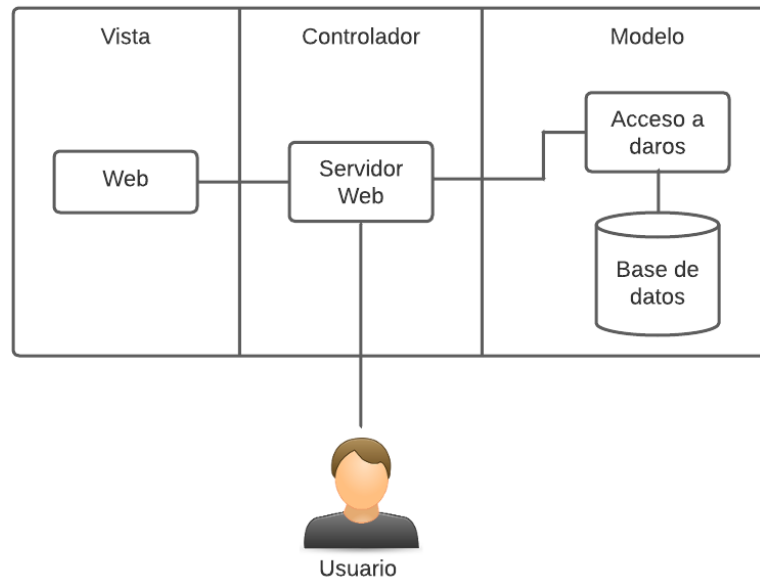 Vista
Controlador
Modelo
Web
Servidor
Web
Acceso a
daros
Base de
datos
Usuario